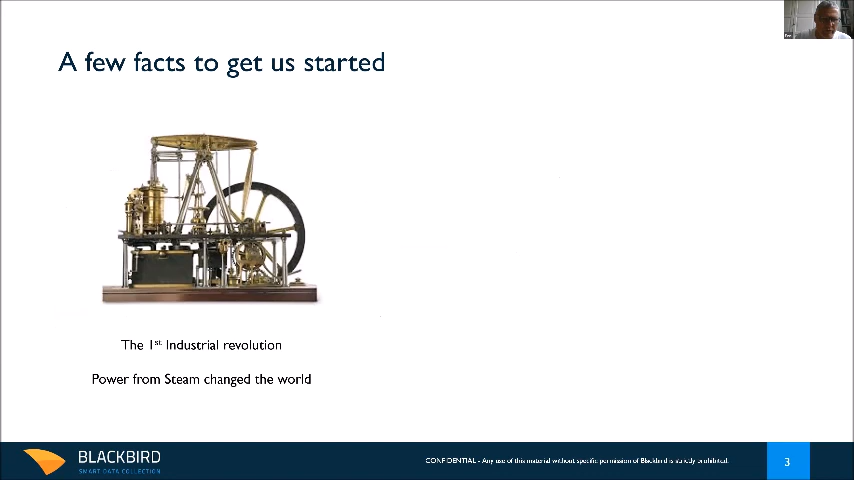 A few facts to get us started
The 1st Industrial revolution
Power from Steam changed the world
BLACKBIRD
SMART DATA COLLECTION
CONFIDENTIAL - Any use of this material without specific permission of Blackbird is strictly prohibited.
3